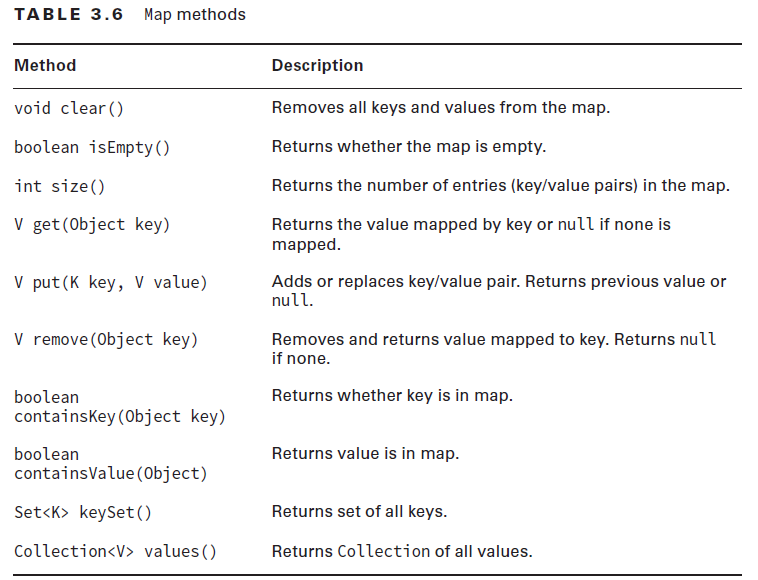 TABLE 3.6 Map methods
Method Description
void clear() Removes all keys and values from the map.
boolean isEmpty() Returns whether the map is empty.
int size() Returns the number of entries (key/value pairs) in the map.
V get(Object key) Returns the value mapped by key or null if none is
mapped.
V put(K key, V value) Adds or replaces key/value pair. Returns previous value or
null.
V remove(Object key) Removes and returns value mapped to key. Returns null
if none.
boolean Returns whether key is in map.
containsKey(Object key)
boolean Returns value is in map.
containsValue(Object)
Set<K> keySet() Returns set of all keys.
Collection<V> values() Returns Collection of all values.